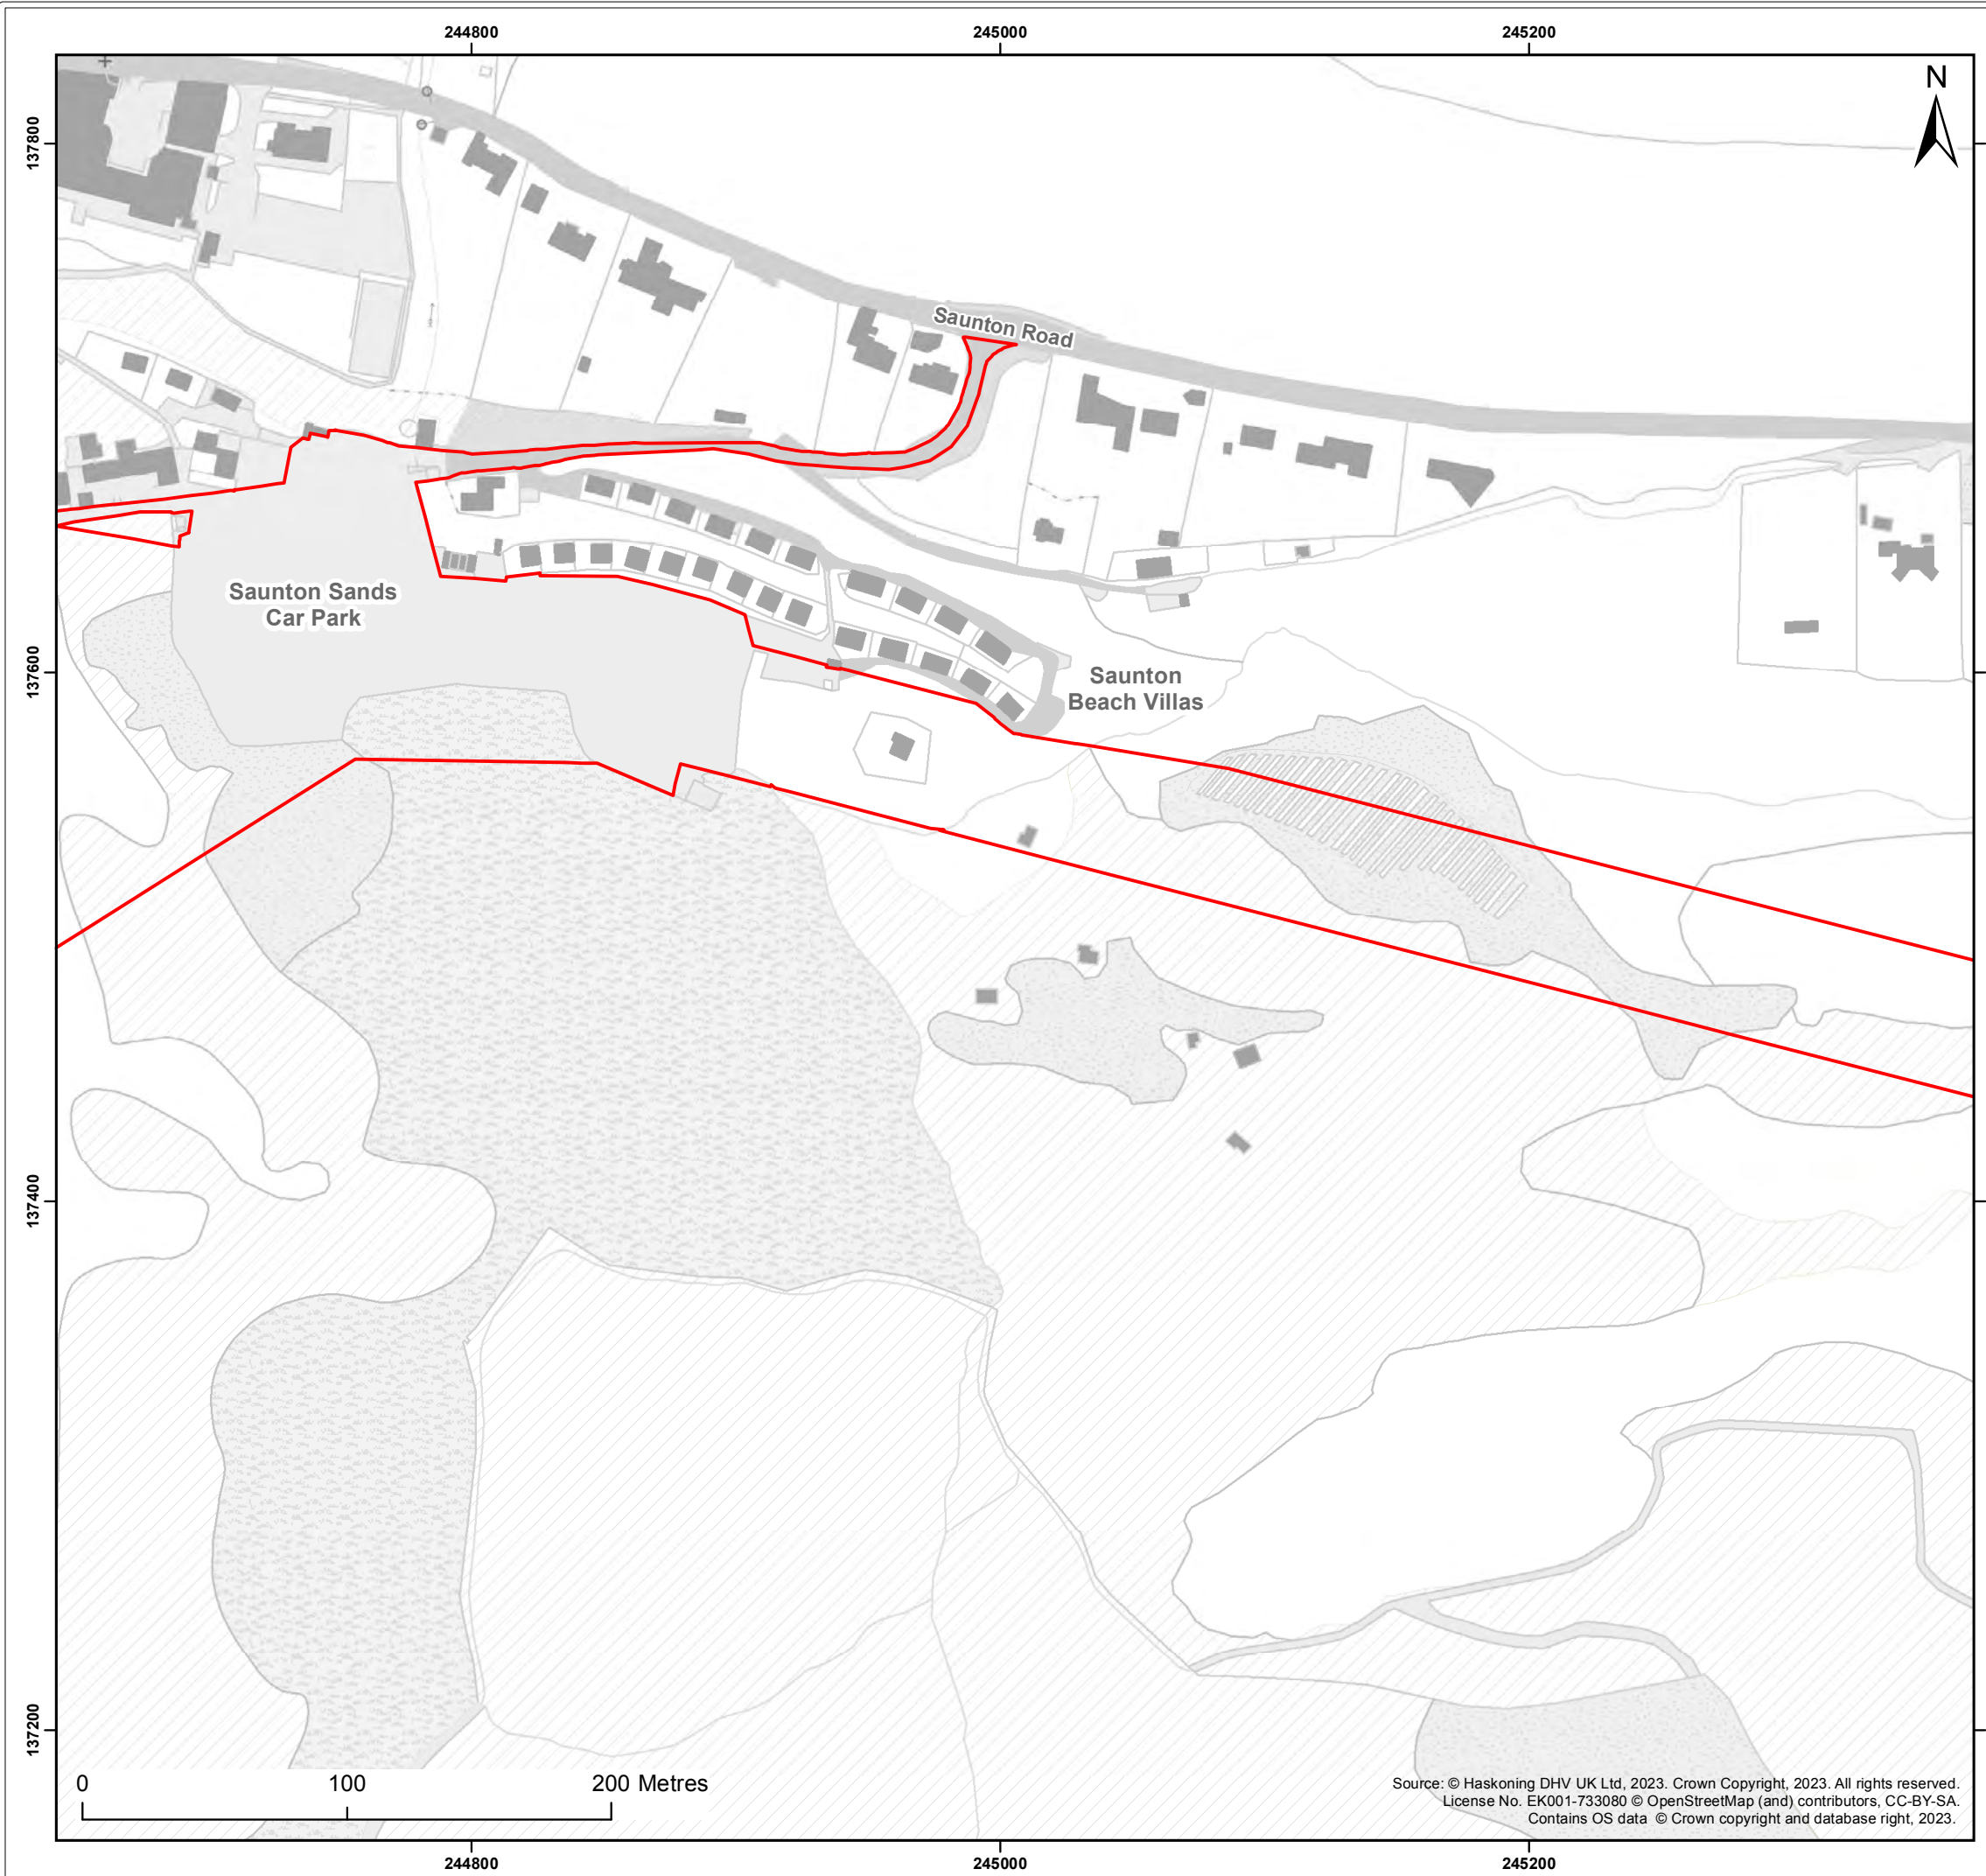 244800
245000
245200
N
137800
Saunton Road
Saunton Sands
Car Park
137600
Saunton
Beach Villas
137400
137200
0 100 200 Metres
Source: © Haskoning DHV UK Ltd, 2023. Crown Copyright, 2023. All rights reserved.
License No. EK001-733080 © OpenStreetMap (and) contributors, CC-BY-SA.
Contains OS data © Crown copyright and database right, 2023.
244800
245000
245200